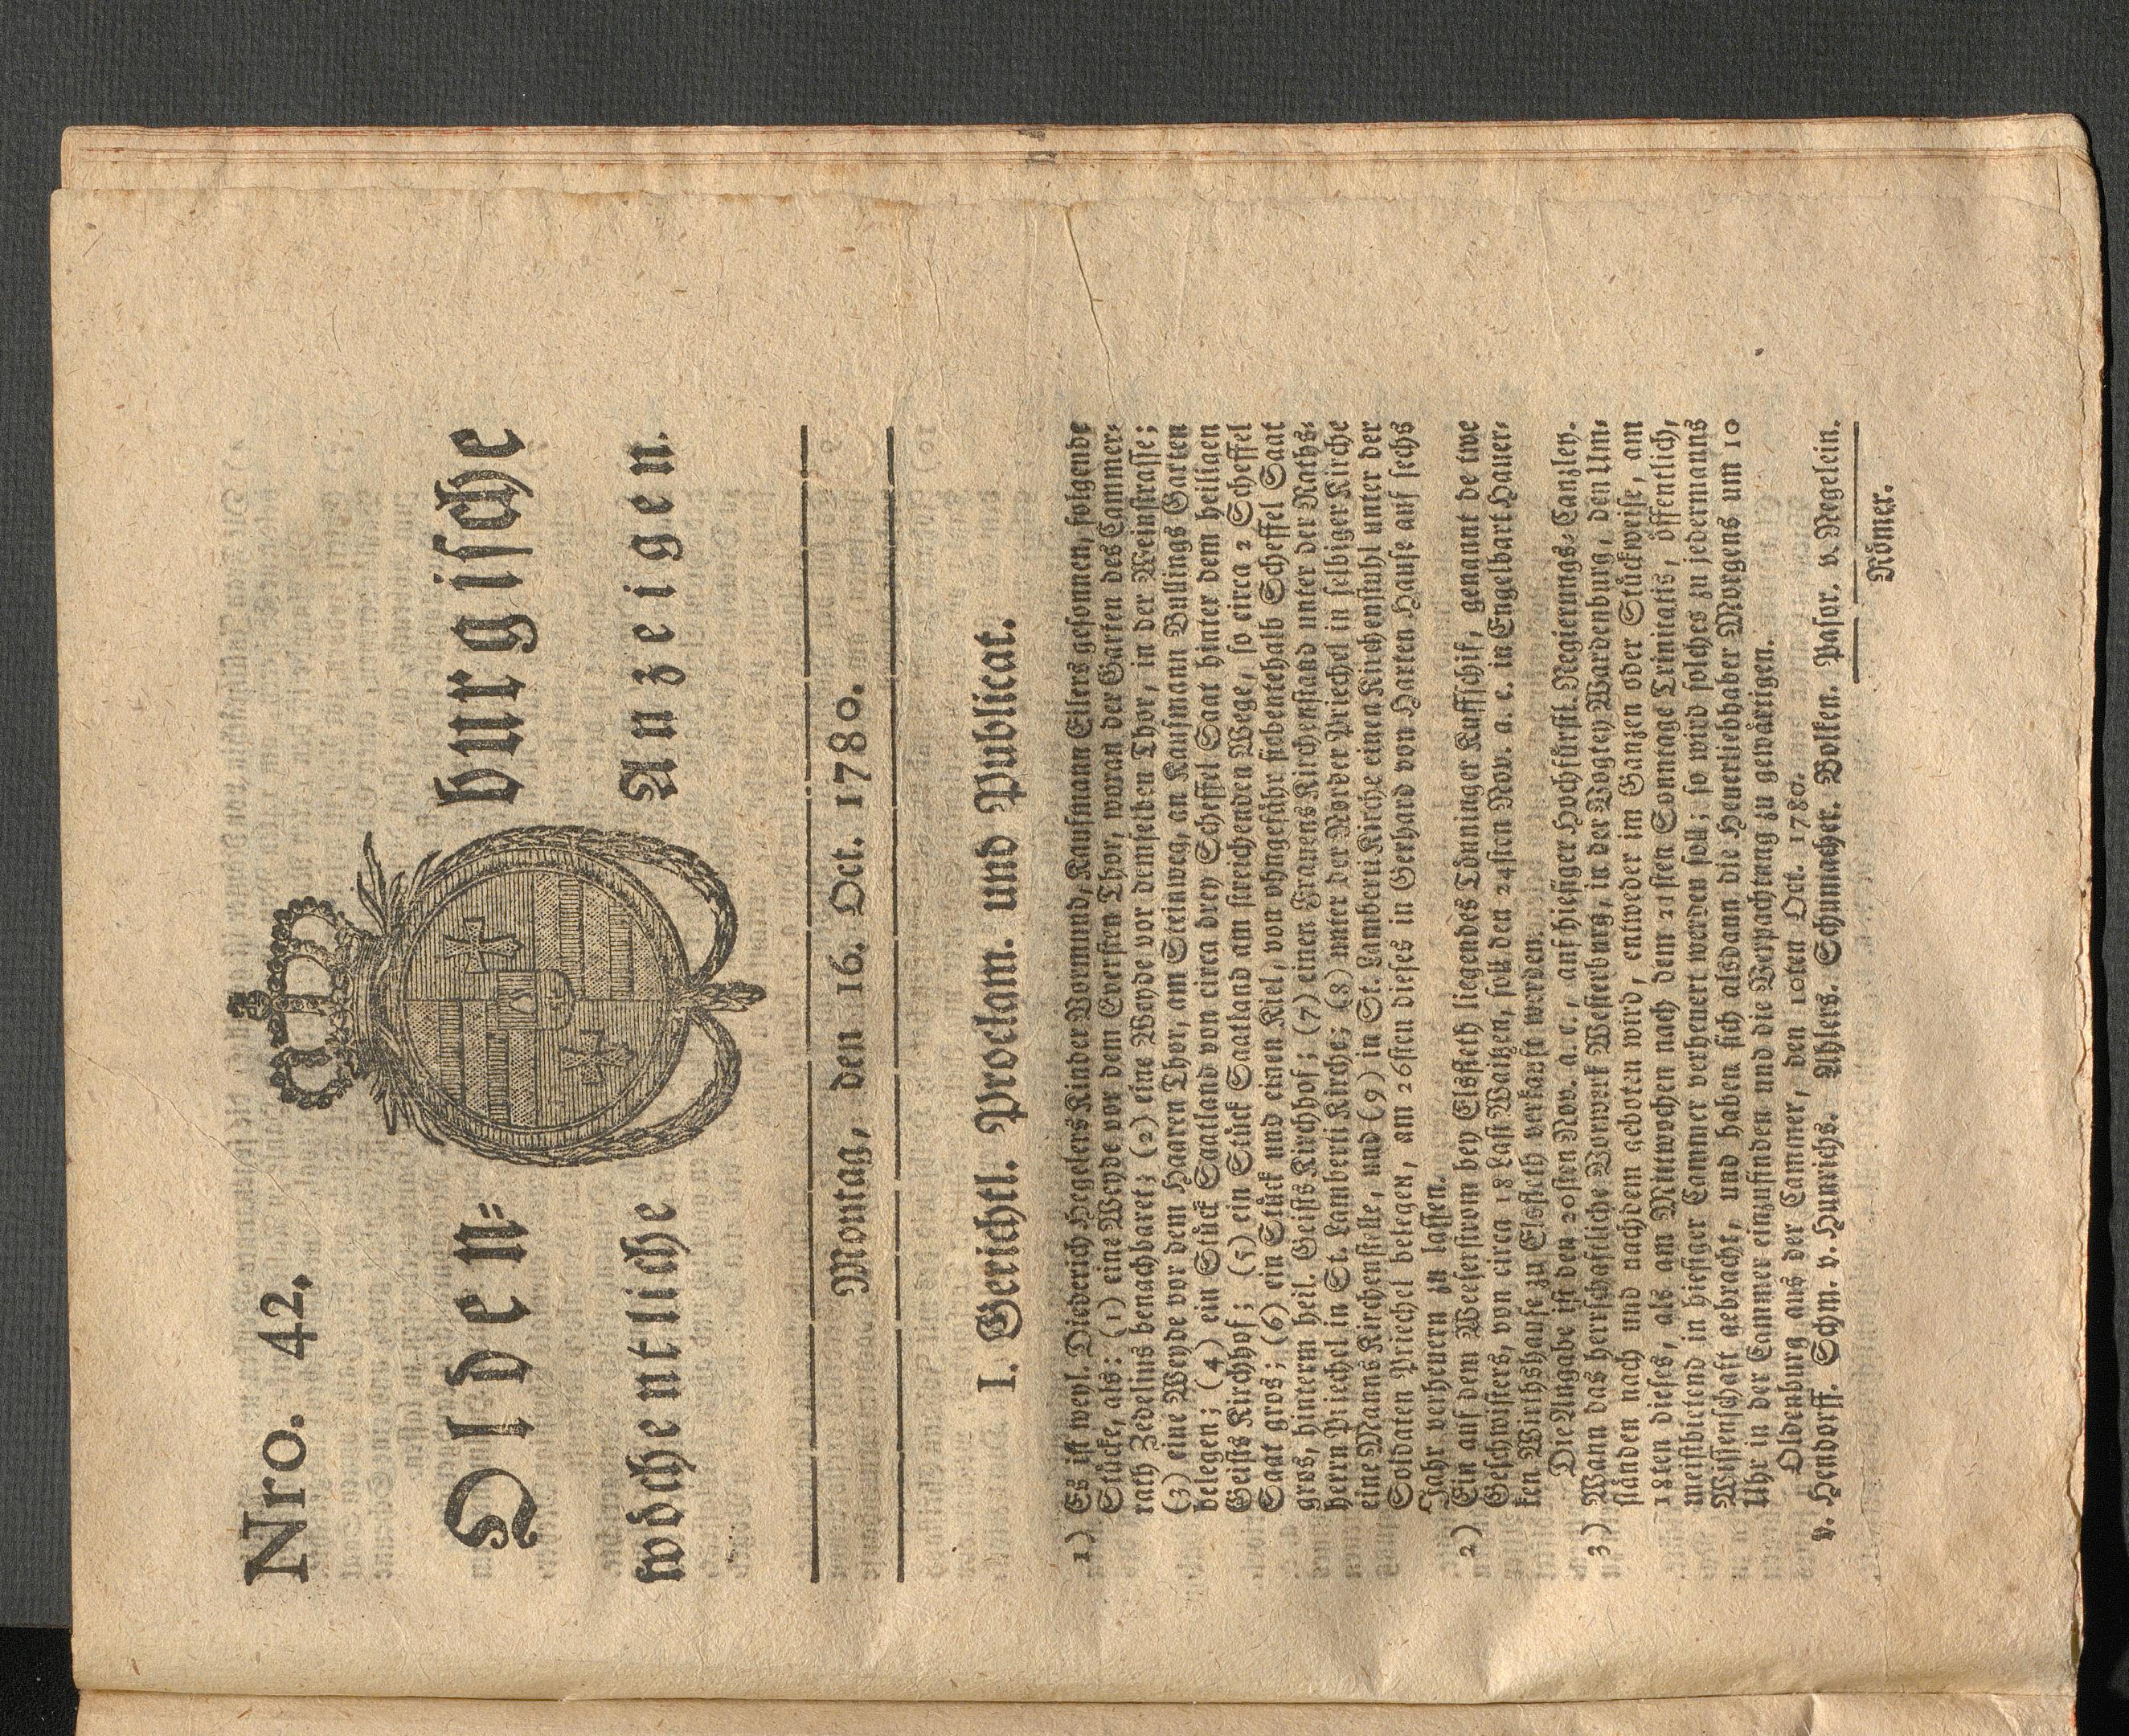 Nro. 42.
Olden⸗ burgische
wöchentliche Anzeigen.
Montag, den 16. Oct. 1780.
I. Gerichtl. Proclam. und Publicat.
1) Es ist weyl. Diederich Hegelers Kinder Vormund, Kaufmann Eilers gesonnen, folgende
Stücke, als: (1) eine Weyde vor dem Eversten Thor, woran der Garten des Cammer⸗
rath Zedelius benachbaret; (2) eine Weyde vor demselben Thor, in der Weinstrasse;
(3) eine Weyde vor dem Haaren Thor, am Steinweg, an Kaufmann Bullings Garten
belegen; (4) ein Stück Saatland von circa drey Scheffel Saat hinter dem heiligen
Geists Kirchhof; (5) ein Stück Saatland am streichenden Wege, so circa 2 Scheffel
Saat gros; (6) ein Stück und einen Kiel, von ohngefähr siebentehalb Scheffel Saat
gros, hinterm heil. Geists Kirchhof; (7) einen Frauens Kirchenstand unter der Raths⸗
herrn Priechel in St. Lamberti Kirche; (8) unter der Norder Priechel in selbiger Kirche
eine Manns Kirchenstelle, und (9) in St. Lamberti Kirche einen Kirchenstuhl unter der
Soldaten Priechel belegen, am 26sten dieses in Gerhard von Harten Hause auf sechs
Jahr verheuern zu lassen.
2) Ein auf dem Weeserstrom bey Elsfleth liegendes Tönninger Kuffschif, genannt de twe
Geschwisters, von circa 18 Last Waitzen, soll den 24sten Nov. a. c. in Engelbart Hauer⸗
ken Wirthshause zu Elsfleth verkauft werden.
Die Angabe ist den 20sten Nov. a. c., auf hiesiger Hochfürstl. Regierungs⸗Canzley.
3) Wann das herrschaftliche Vorwerk Westerburg, in der Vogtey Wardenburg, den Um⸗
ständen nach und nachdem geboten wird, entweder im Ganzen oder Stückweise, am
18ten dieses, als am Mittwochen nach dem 21sten Sonntage Trinitatis, öffentlich,
meistbietend in hiesiger Cammer verheuert werden soll; so wird solches zu jedermanns
Wissenschaft gebracht, und haben sich alsdann die Heuerliebhaber Morgens um 10
Uhr in der Cammer einzufinden und die Verpachtung zu gewärtigen.
Oldenburg aus der Cammer, den 10ten Oct. 1780.
v. Hendorff. Schm. v. Hunrichs. Ahlers. Schumacher. Wolken. Pasor. v. Negelein.
Römer.